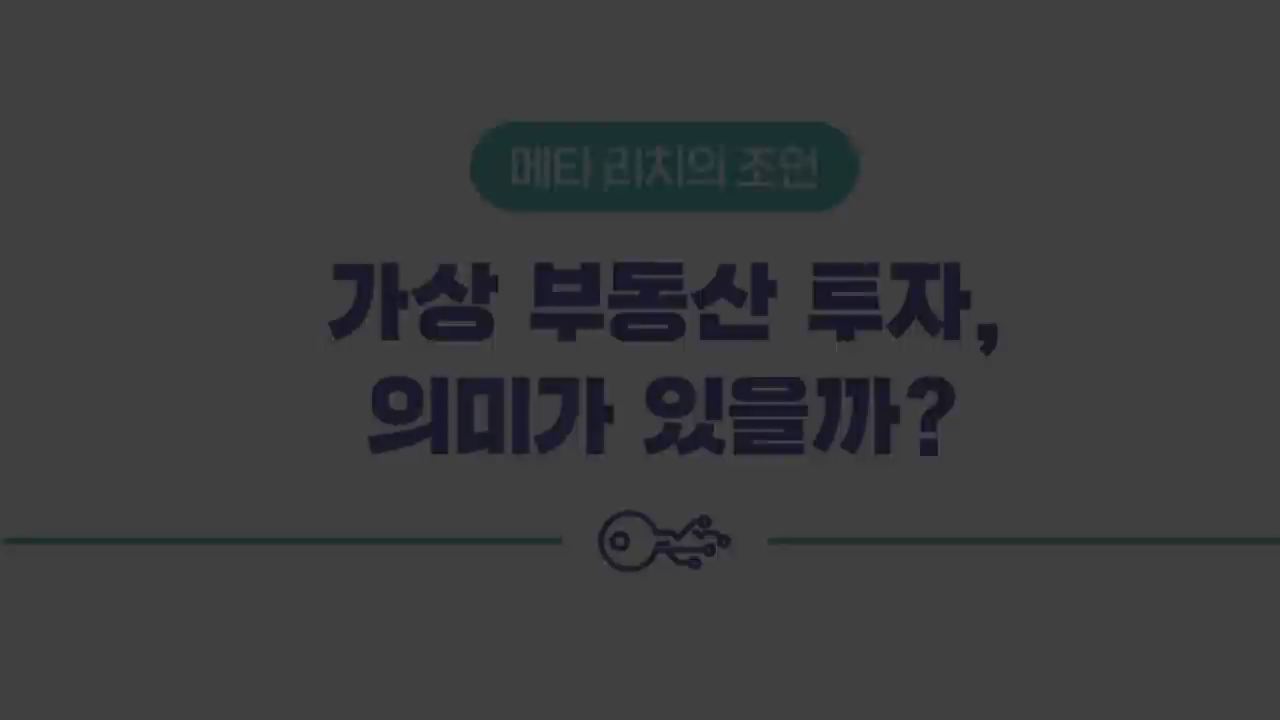 메타 리치의 조언
가상 부동산 투자,
의미가 있을까?